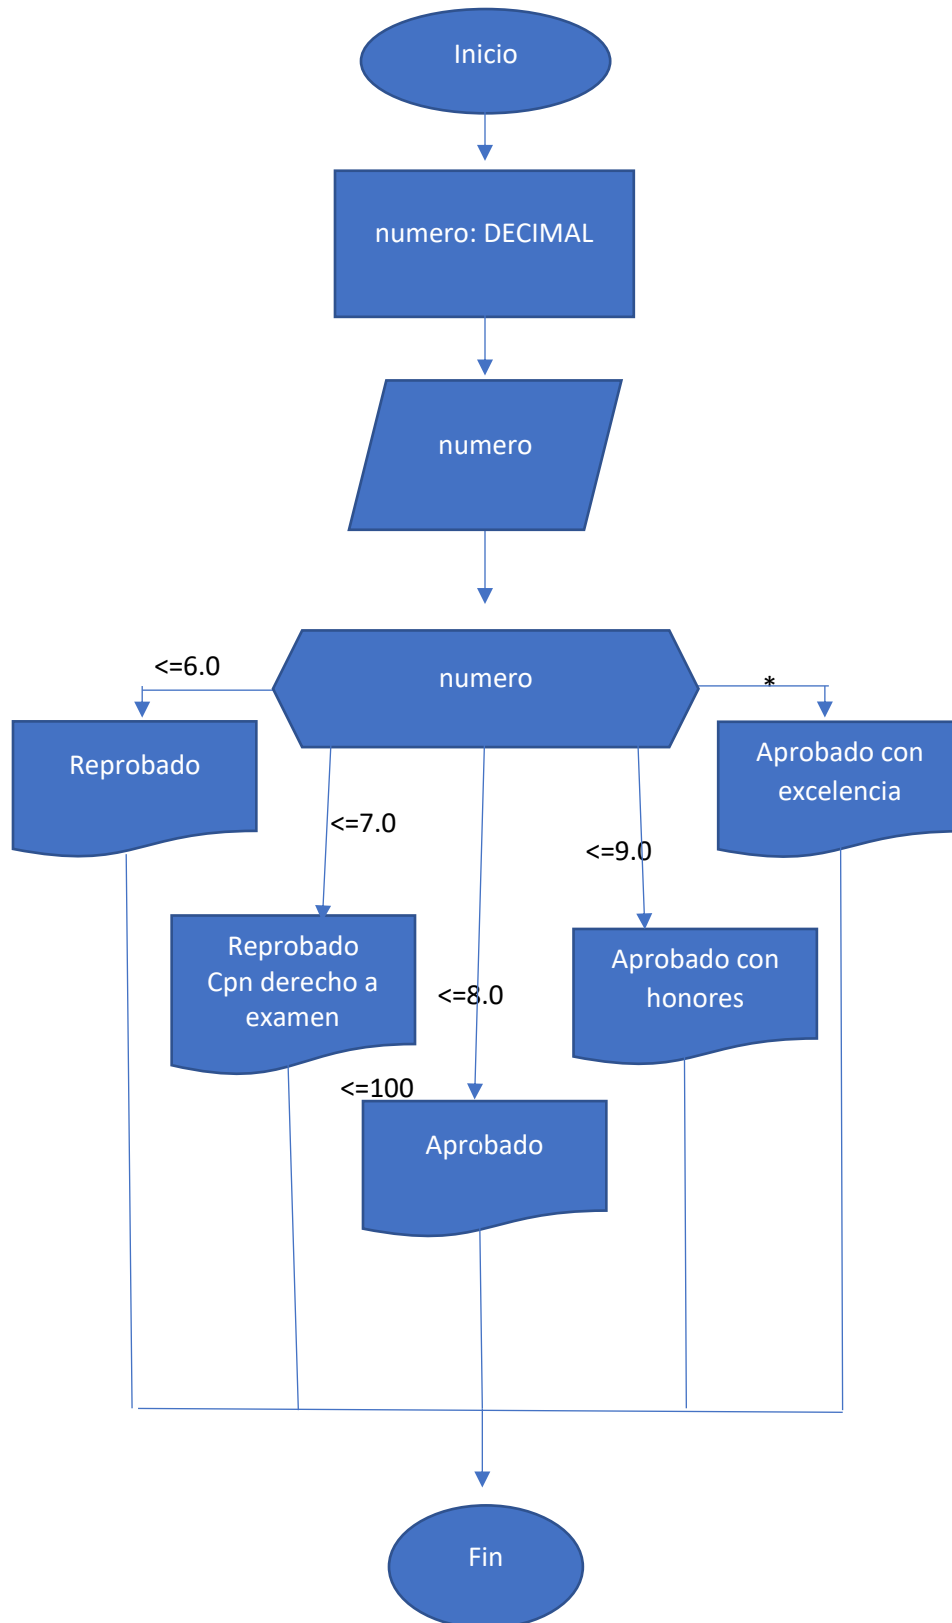 Inicio
numero: DECIMAL
numero
<=6.0
numero
*
Reprobado
Aprobado con
excelencia
<=7.0
<=9.0
Reprobado
Cpn derecho a
examen
<=8.0
Aprobado con
honores
<=100
Aprobado
Fin